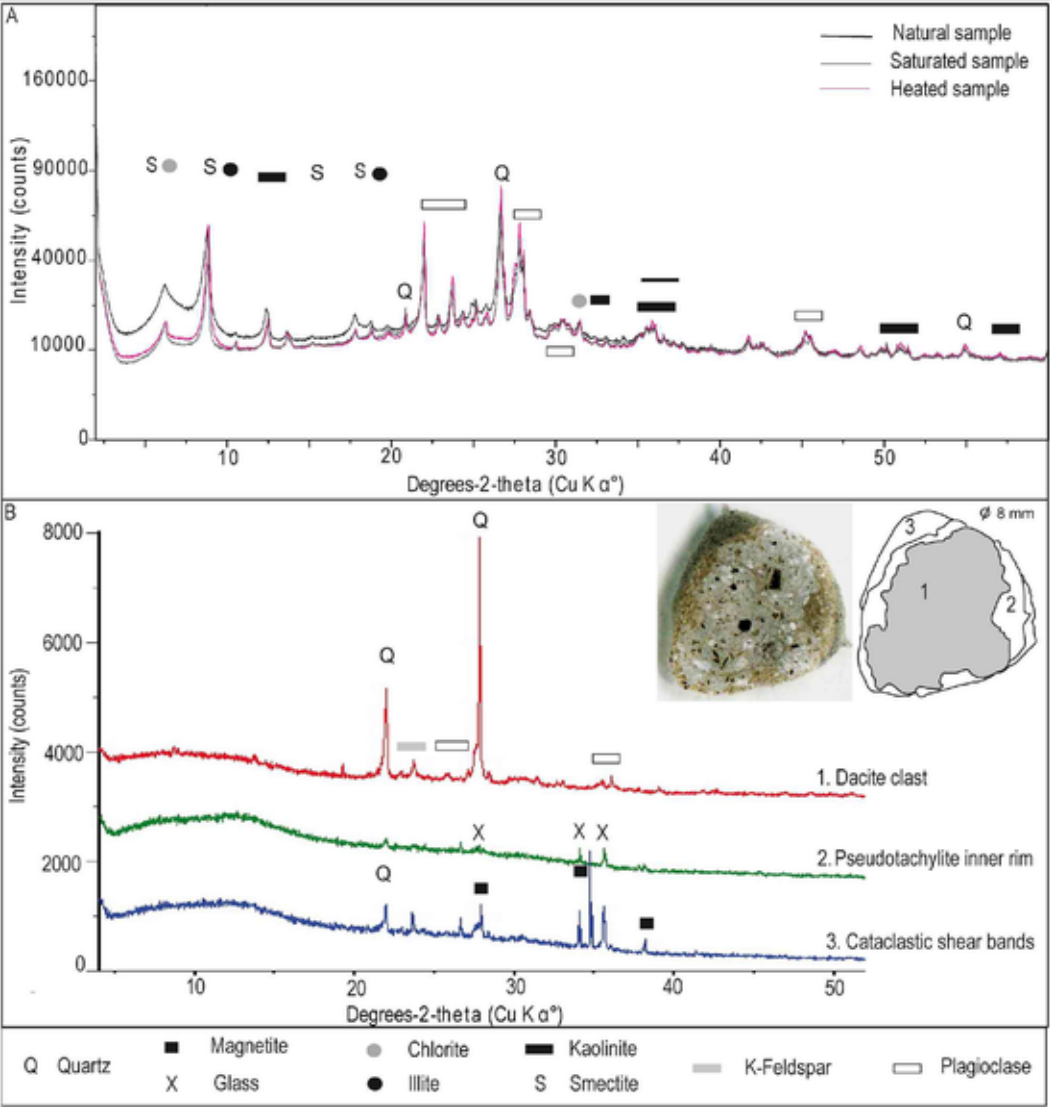 A
Natural sample
Saturated sample
Heated sample
Intensity (counts)
160000
90000
40000
10000
0
S S S S
Q
Q
Q
10 20 30 40 50
Degrees-2-theta (Cu K α°)
B
8000
6000
4000
2000
0
Intensity (counts)
Q
Q
Ø 8 mm
3
1
2
1. Dacite clast
X X X
2. Pseudotachylite inner rim
Q
3. Cataclastic shear bands
10 20 30 40 50
Degrees-2-theta (Cu K α°)
Q Quartz
Magnetite
X Glass
Chlorite
Illite
Kaolinite
S Smectite
K-Feldspar
Plagioclase